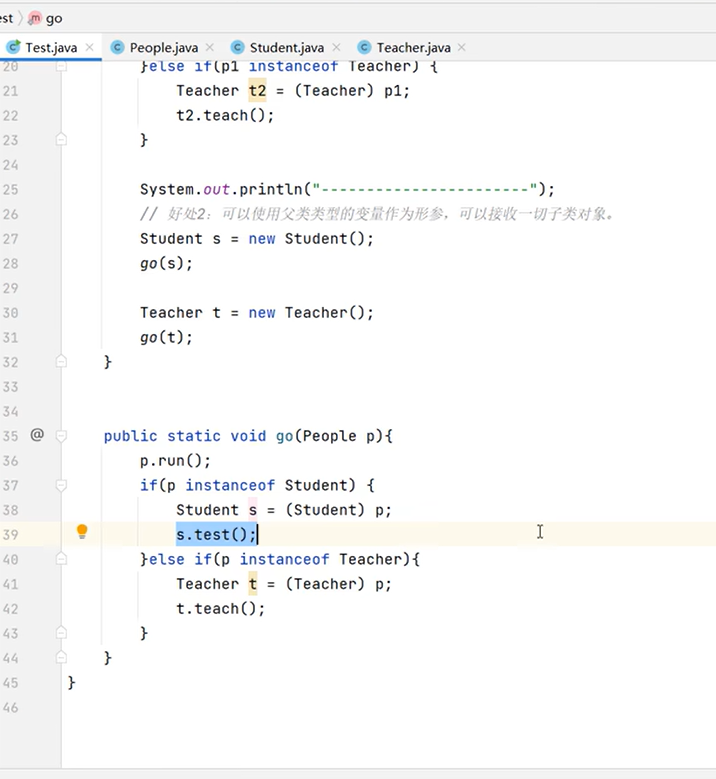 est 〉 go
Test.java × People.java × Student.java × Teacher.java ×
20 }else if(p1 instanceof Teacher) {
21 Teacher t2 = (Teacher) p1;
22 t2.teach();
23 }
24
25 System.out.println("-----------------------");
26 // 好处2：可以使用父类类型的变量作为形参，可以接收一切子类对象。
27 Student s = new Student();
28 go(s);
29
30 Teacher t = new Teacher();
31 go(t);
32 }
33
34
35 @ public static void go(People p){
36 p.run();
37 if(p instanceof Student) {
38 Student s = (Student) p;
39 s.test();
40 }else if(p instanceof Teacher){
41 Teacher t = (Teacher) p;
42 t.teach();
43 }
44 }
45 }
46